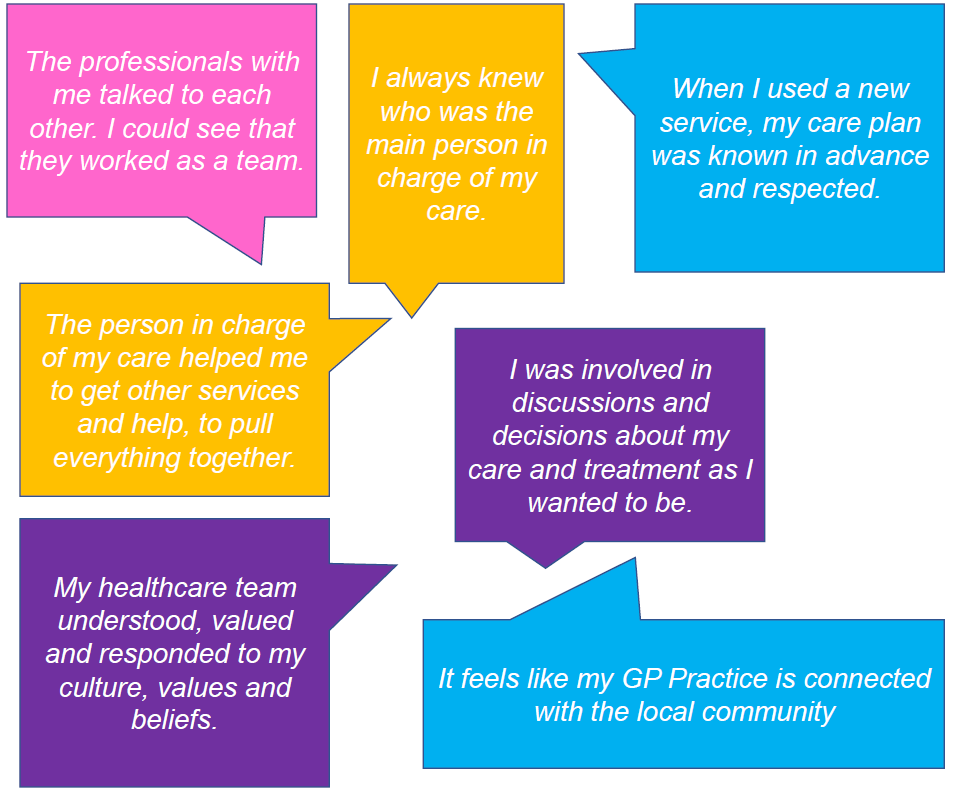 The professionals with
me talked to each
other. I could see that
they worked as a team.
I always knew
who was the
main person in
charge of my
care.
When I used a new
service, my care plan
was known in advance
and respected.
The person in charge
of my care helped me
to get other services
and help, to pull
everything together.
I was involved in
discussions and
decisions about my
care and treatment as I
wanted to be.
My healthcare team
understood, valued
and responded to my
culture, values and
beliefs.
It feels like my GP Practice is connected
with the local community